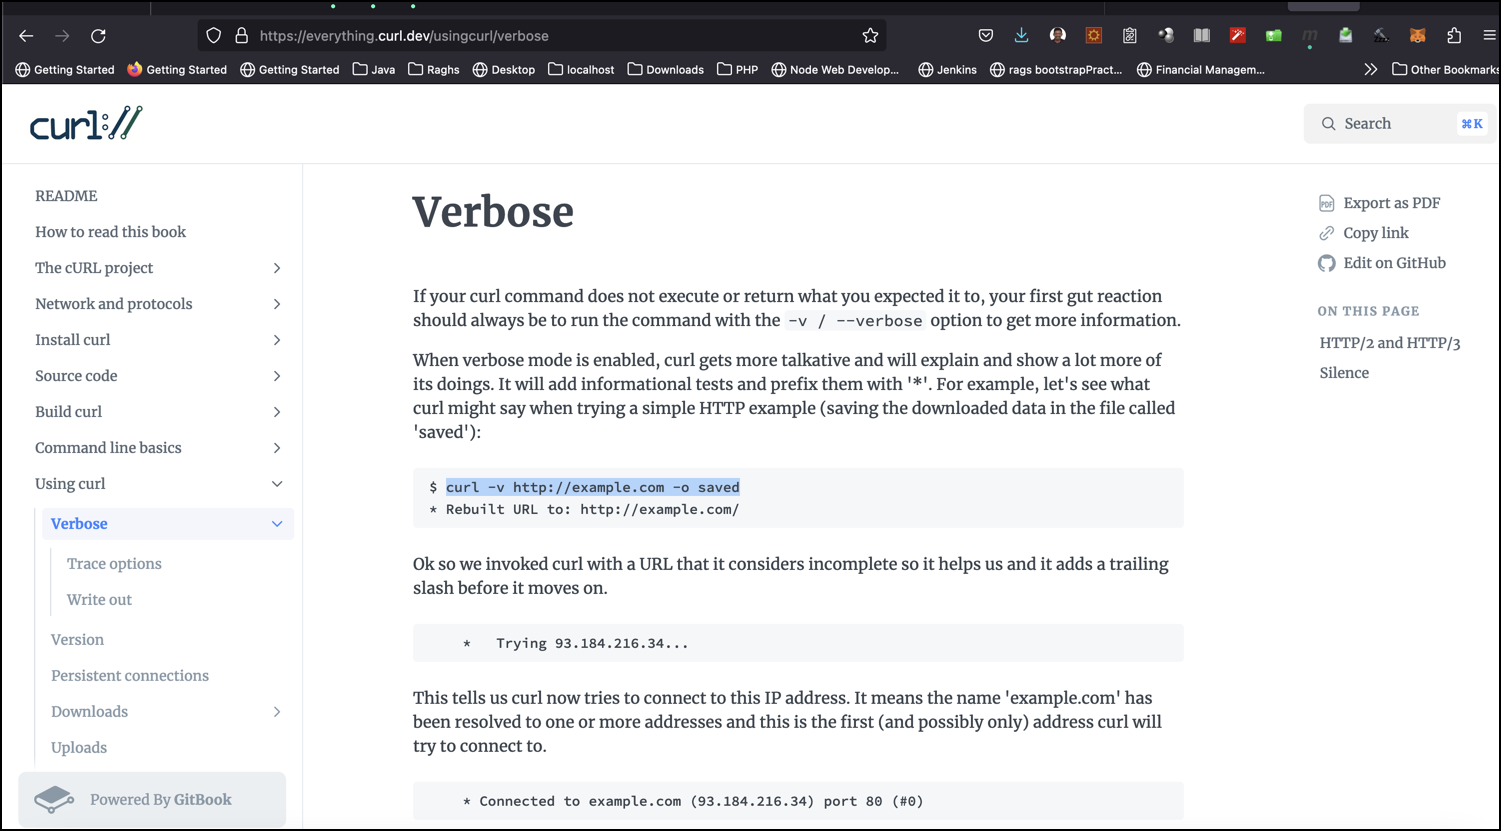 https://everything.curl.dev/usingcurl/verbose
Getting Started
Getting Started
Getting Started
Java
Raghs
Desktop
localhost
Downloads
PHP
Node Web Develop...
Jenkins
rags bootstrapPract...
Financial Managem...
Other Bookmarks
curl://
Search
⌘K
README
How to read this book
The cURL project
Network and protocols
Install curl
Source code
Build curl
Command line basics
Using curl
Verbose
Trace options
Write out
Version
Persistent connections
Downloads
Uploads
Powered By GitBook
Verbose
If your curl command does not execute or return what you expected it to, your first gut reaction
should always be to run the command with the -v / --verbose option to get more information.
When verbose mode is enabled, curl gets more talkative and will explain and show a lot more of
its doings. It will add informational tests and prefix them with '*'. For example, let's see what
curl might say when trying a simple HTTP example (saving the downloaded data in the file called
'saved'):
$ curl -v http://example.com -o saved
* Rebuilt URL to: http://example.com/
Ok so we invoked curl with a URL that it considers incomplete so it helps us and it adds a trailing
slash before it moves on.
* Trying 93.184.216.34...
This tells us curl now tries to connect to this IP address. It means the name 'example.com' has
been resolved to one or more addresses and this is the first (and possibly only) address curl will
try to connect to.
* Connected to example.com (93.184.216.34) port 80 (#0)
PDF
Export as PDF
Copy link
Edit on GitHub
ON THIS PAGE
HTTP/2 and HTTP/3
Silence